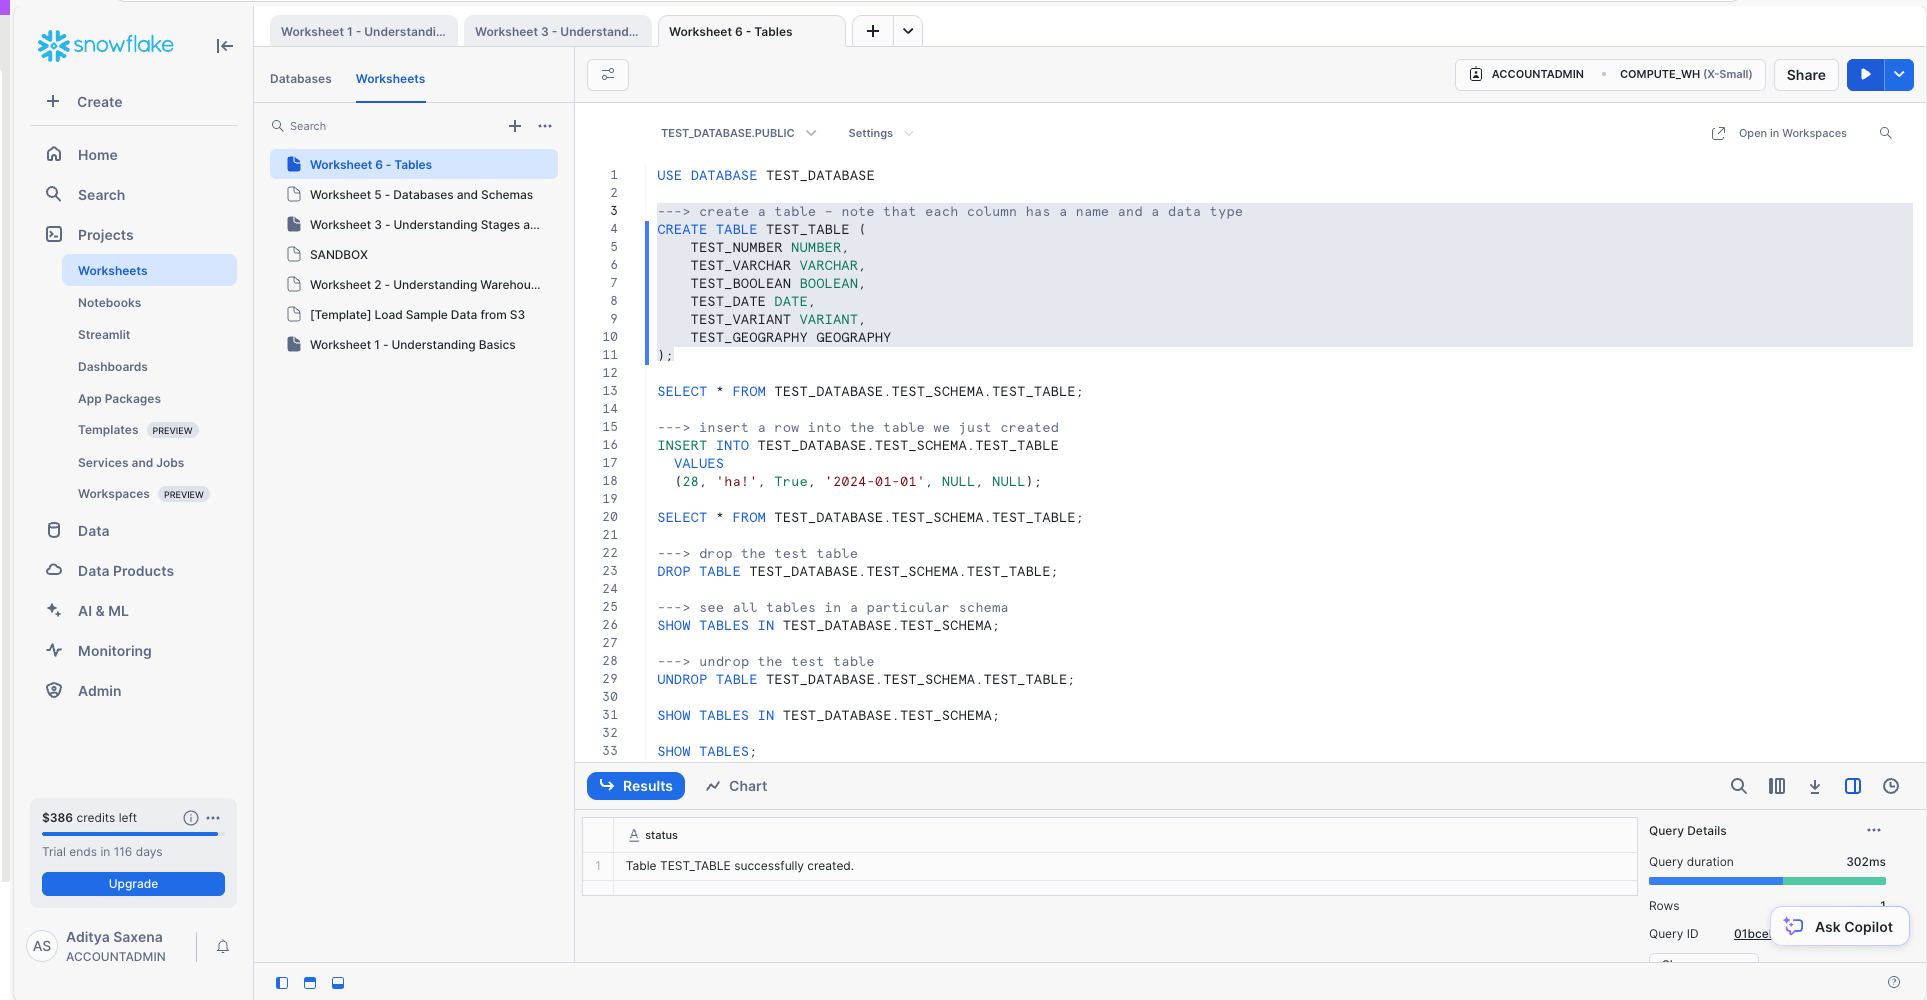 snowflake
Create
Home
Search
Projects
Worksheets
Notebooks
Streamlit
Dashboards
App Packages
Templates PREVIEW
Services and Jobs
Workspaces PREVIEW
Data
Data Products
AI & ML
Monitoring
Admin
$386 credits left
Trial ends in 116 days
Upgrade
AS
Aditya Saxena
ACCOUNTADMIN
Worksheet 1 - Understandi...
Worksheet 3 - Understand...
Worksheet 6 - Tables
Databases
Worksheets
Search
Worksheet 6 - Tables
Worksheet 5 - Databases and Schemas
Worksheet 3 - Understanding Stages a...
SANDBOX
Worksheet 2 - Understanding Warehou...
[Template] Load Sample Data from S3
Worksheet 1 - Understanding Basics
ACCOUNTADMIN
COMPUTE_WH (X-Small)
Share
TEST_DATABASE.PUBLIC
Settings
Open in Workspaces
1 USE DATABASE TEST_DATABASE
2
3 ---> create a table – note that each column has a name and a data type
4 CREATE TABLE TEST_TABLE (
5 TEST_NUMBER NUMBER,
6 TEST_VARCHAR VARCHAR,
7 TEST_BOOLEAN BOOLEAN,
8 TEST_DATE DATE,
9 TEST_VARIANT VARIANT,
10 TEST_GEOGRAPHY GEOGRAPHY
11 );
12
13 SELECT * FROM TEST_DATABASE.TEST_SCHEMA.TEST_TABLE;
14
15 ---> insert a row into the table we just created
16 INSERT INTO TEST_DATABASE.TEST_SCHEMA.TEST_TABLE
17 VALUES
18 (28, 'ha!', True, '2024-01-01', NULL, NULL);
19
20 SELECT * FROM TEST_DATABASE.TEST_SCHEMA.TEST_TABLE;
21
22 ---> drop the test table
23 DROP TABLE TEST_DATABASE.TEST_SCHEMA.TEST_TABLE;
24
25 ---> see all tables in a particular schema
26 SHOW TABLES IN TEST_DATABASE.TEST_SCHEMA;
27
28 ---> undrop the test table
29 UNDROP TABLE TEST_DATABASE.TEST_SCHEMA.TEST_TABLE;
30
31 SHOW TABLES IN TEST_DATABASE.TEST_SCHEMA;
32
33 SHOW TABLES;
Results
Chart
A status
1 Table TEST_TABLE successfully created.
Query Details
Query duration 302ms
Rows 1
Query ID 01bce
Ask Copilot